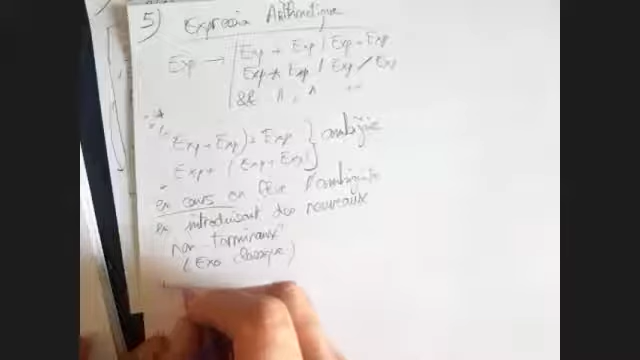 5) Expression Arithmétique
Exp → | Exp + Exp | Exp - Exp
Exp * Exp | Exp / Exp
&& ^ , ^
Exp + Exp) + Exp } ambigüe
Exp + (Exp + Exp)
en cours on lève l'ambiguité
en introduisant des nouveaux
non terminaux
(Exo classique)